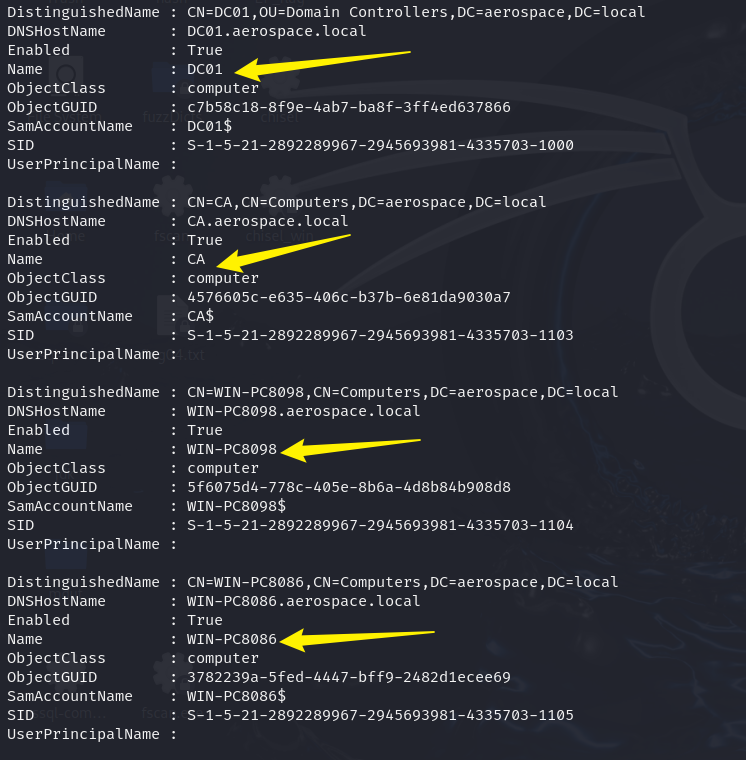 DistinguishedName : CN=DC01,OU=Domain Controllers,DC=aerospace,DC=local
DNSHostName       : DC01.aerospace.local
Enabled           : True
Name              : DC01
ObjectClass       : computer
ObjectGUID        : c7b58c18-8f9e-4ab7-ba8f-3ff4ed637866
SamAccountName    : DC01$
SID               : S-1-5-21-2892289967-2945693981-4335703-1000
UserPrincipalName :

DistinguishedName : CN=CA,CN=Computers,DC=aerospace,DC=local
DNSHostName       : CA.aerospace.local
Enabled           : True
Name              : CA
ObjectClass       : computer
ObjectGUID        : 4576605c-e635-406c-b37b-6e81da9030a7
SamAccountName    : CA$
SID               : S-1-5-21-2892289967-2945693981-4335703-1103
UserPrincipalName :

DistinguishedName : CN=WIN-PC8098,CN=Computers,DC=aerospace,DC=local
DNSHostName       : WIN-PC8098.aerospace.local
Enabled           : True
Name              : WIN-PC8098
ObjectClass       : computer
ObjectGUID        : 5f6075d4-778c-405e-8b6a-4d8b84b908d8
SamAccountName    : WIN-PC8098$
SID               : S-1-5-21-2892289967-2945693981-4335703-1104
UserPrincipalName :

DistinguishedName : CN=WIN-PC8086,CN=Computers,DC=aerospace,DC=local
DNSHostName       : WIN-PC8086.aerospace.local
Enabled           : True
Name              : WIN-PC8086
ObjectClass       : computer
ObjectGUID        : 3782239a-5fed-4447-bff9-2482d1ecee69
SamAccountName    : WIN-PC8086$
SID               : S-1-5-21-2892289967-2945693981-4335703-1105
UserPrincipalName :